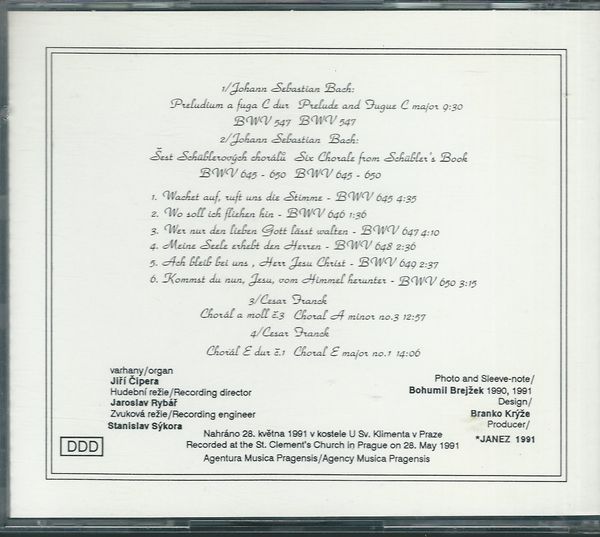 1/Johann Sebastian Bach:
Preludium a fuga C dur Prelude and Fugue C major 9:30
BWV 547 BWV 547
2/Johann Sebastian Bach:
Šest Schüblerových chorálů Six Chorale from Schübler's Book
BWV 645 - 650 BWV 645 - 650
1. Wachet auf, ruft uns die Stimme - BWV 645 4:35
2. Wo soll ich fliehen hin - BWV 646 1:36
3. Wer nur den lieben Gott lässt walten - BWV 647 4:10
4. Meine Seele erhebt den Herren - BWV 648 2:36
5. Ach bleib bei uns , Herr Jesu Christ - BWV 649 2:37
6. Kommst du nun, Jesu, vom Himmel herunter - BWV 650 3:15
3/Cesar Franck
Chorál a moll č.3 Choral A minor no.3 12:57
4/Cesar Franck
Chorál E dur č.1 Choral E major no.1 14:06
varhany/organ
Jiří Čipera
Hudební režie/Recording director
Jaroslav Rybář
Zvuková režie/Recording engineer
Stanislav Sýkora
Photo and Sleeve-note/
Bohumil Brejžek 1990, 1991
Design/
Branko Krýže
Producer/
*JANEZ 1991
Nahráno 28. května 1991 v kostele U Sv. Klimenta v Praze
Recorded at the St. Clement's Church in Prague on 28. May 1991
Agentura Musica Pragensis/Agency Musica Pragensis
DDD